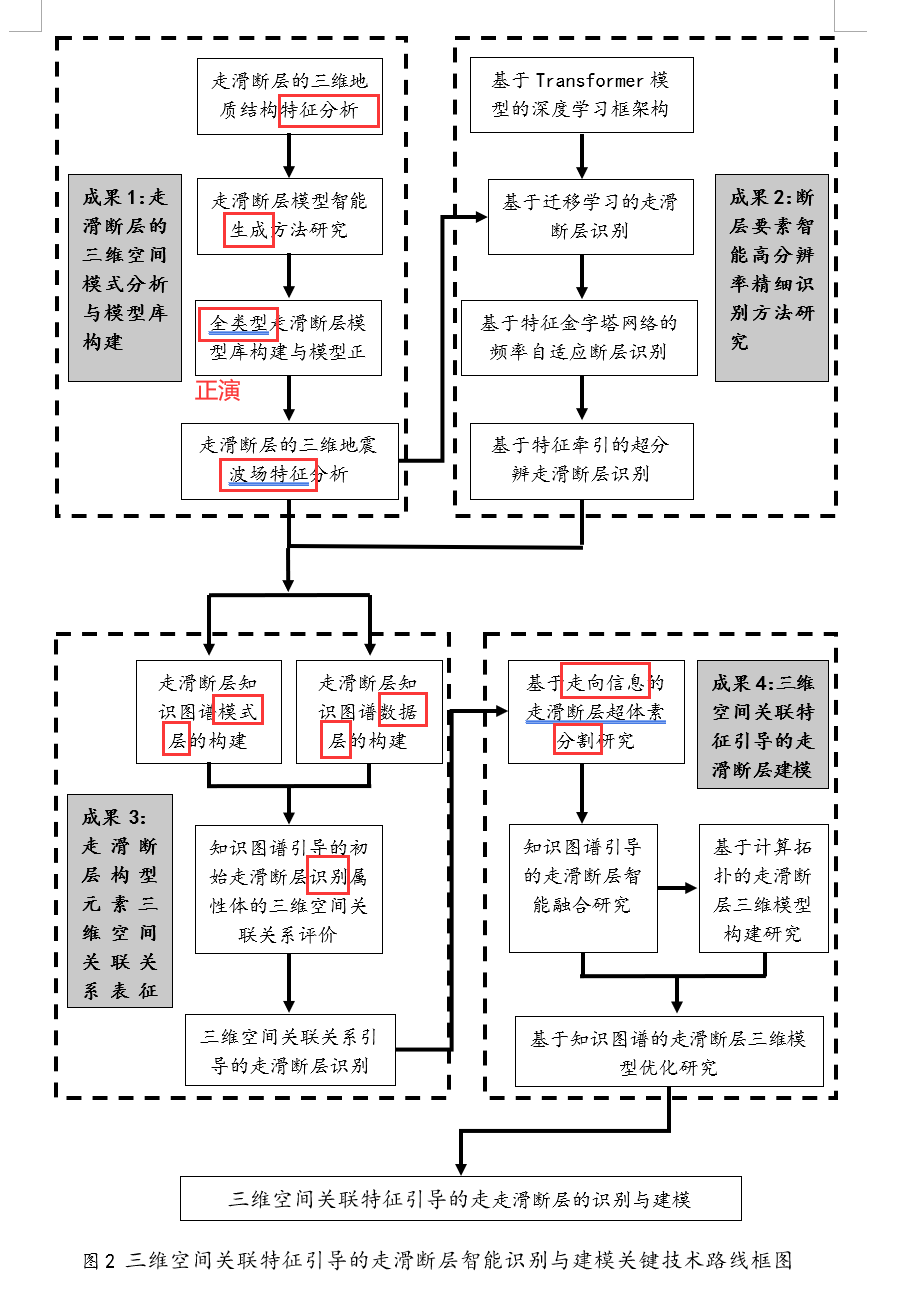 走滑断层的三维地
质结构特征分析
走滑断层模型智能
生成方法研究
全类型走滑断层模
型库构建与模型正
正演
走滑断层的三维地震
波场特征分析
成果1:走
滑断层的
三维空间
模式分析
与模型库
构建
基于Transformer模
型的深度学习框架构
基于迁移学习的走滑
断层识别
基于特征金字塔网络的
频率自适应断层识别
基于特征牵引的超分
辨走滑断层识别
成果2:断
层要素智
能高分辨
率精细识
别方法研
究
走滑断层知
识图谱模式
层的构建
走滑断层知
识图谱数据
层的构建
成果 3:
走滑断
层构型
元素三
维空间
关联关
系表征
知识图谱引导的初
始走滑断层识别属
性体的三维空间关
联关系评价
三维空间关联关系引
导的走滑断层识别
基于走向信息的
走滑断层超体素
分割研究
成果4:三维
空间关联特
征引导的走
滑断层建模
知识图谱引导
的走滑断层智
能融合研究
基于计算拓
扑的走滑断
层三维模型
构建研究
基于知识图谱的走滑断层三维模
型优化研究
三维空间关联特征引导的走走滑断层的识别与建模
图2 三维空间关联特征引导的走滑断层智能识别与建模关键技术路线框图